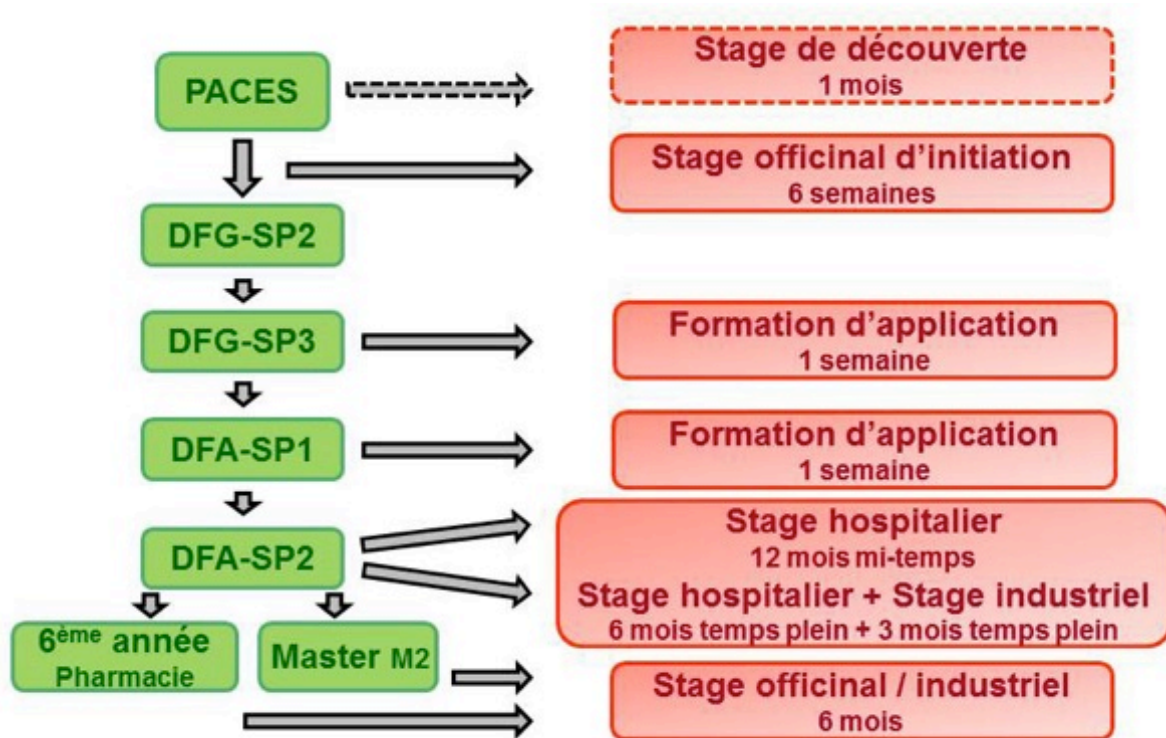 PACES
Stage de découverte
1 mois
Stage officinal d'initiation
6 semaines
DFG-SP2
DFG-SP3
Formation d'application
1 semaine
DFA-SP1
Formation d'application
1 semaine
DFA-SP2
Stage hospitalier
12 mois mi-temps
Stage hospitalier + Stage industriel
6 mois temps plein + 3 mois temps plein
6ème année
Pharmacie
Master M2
Stage officinal / industriel
6 mois